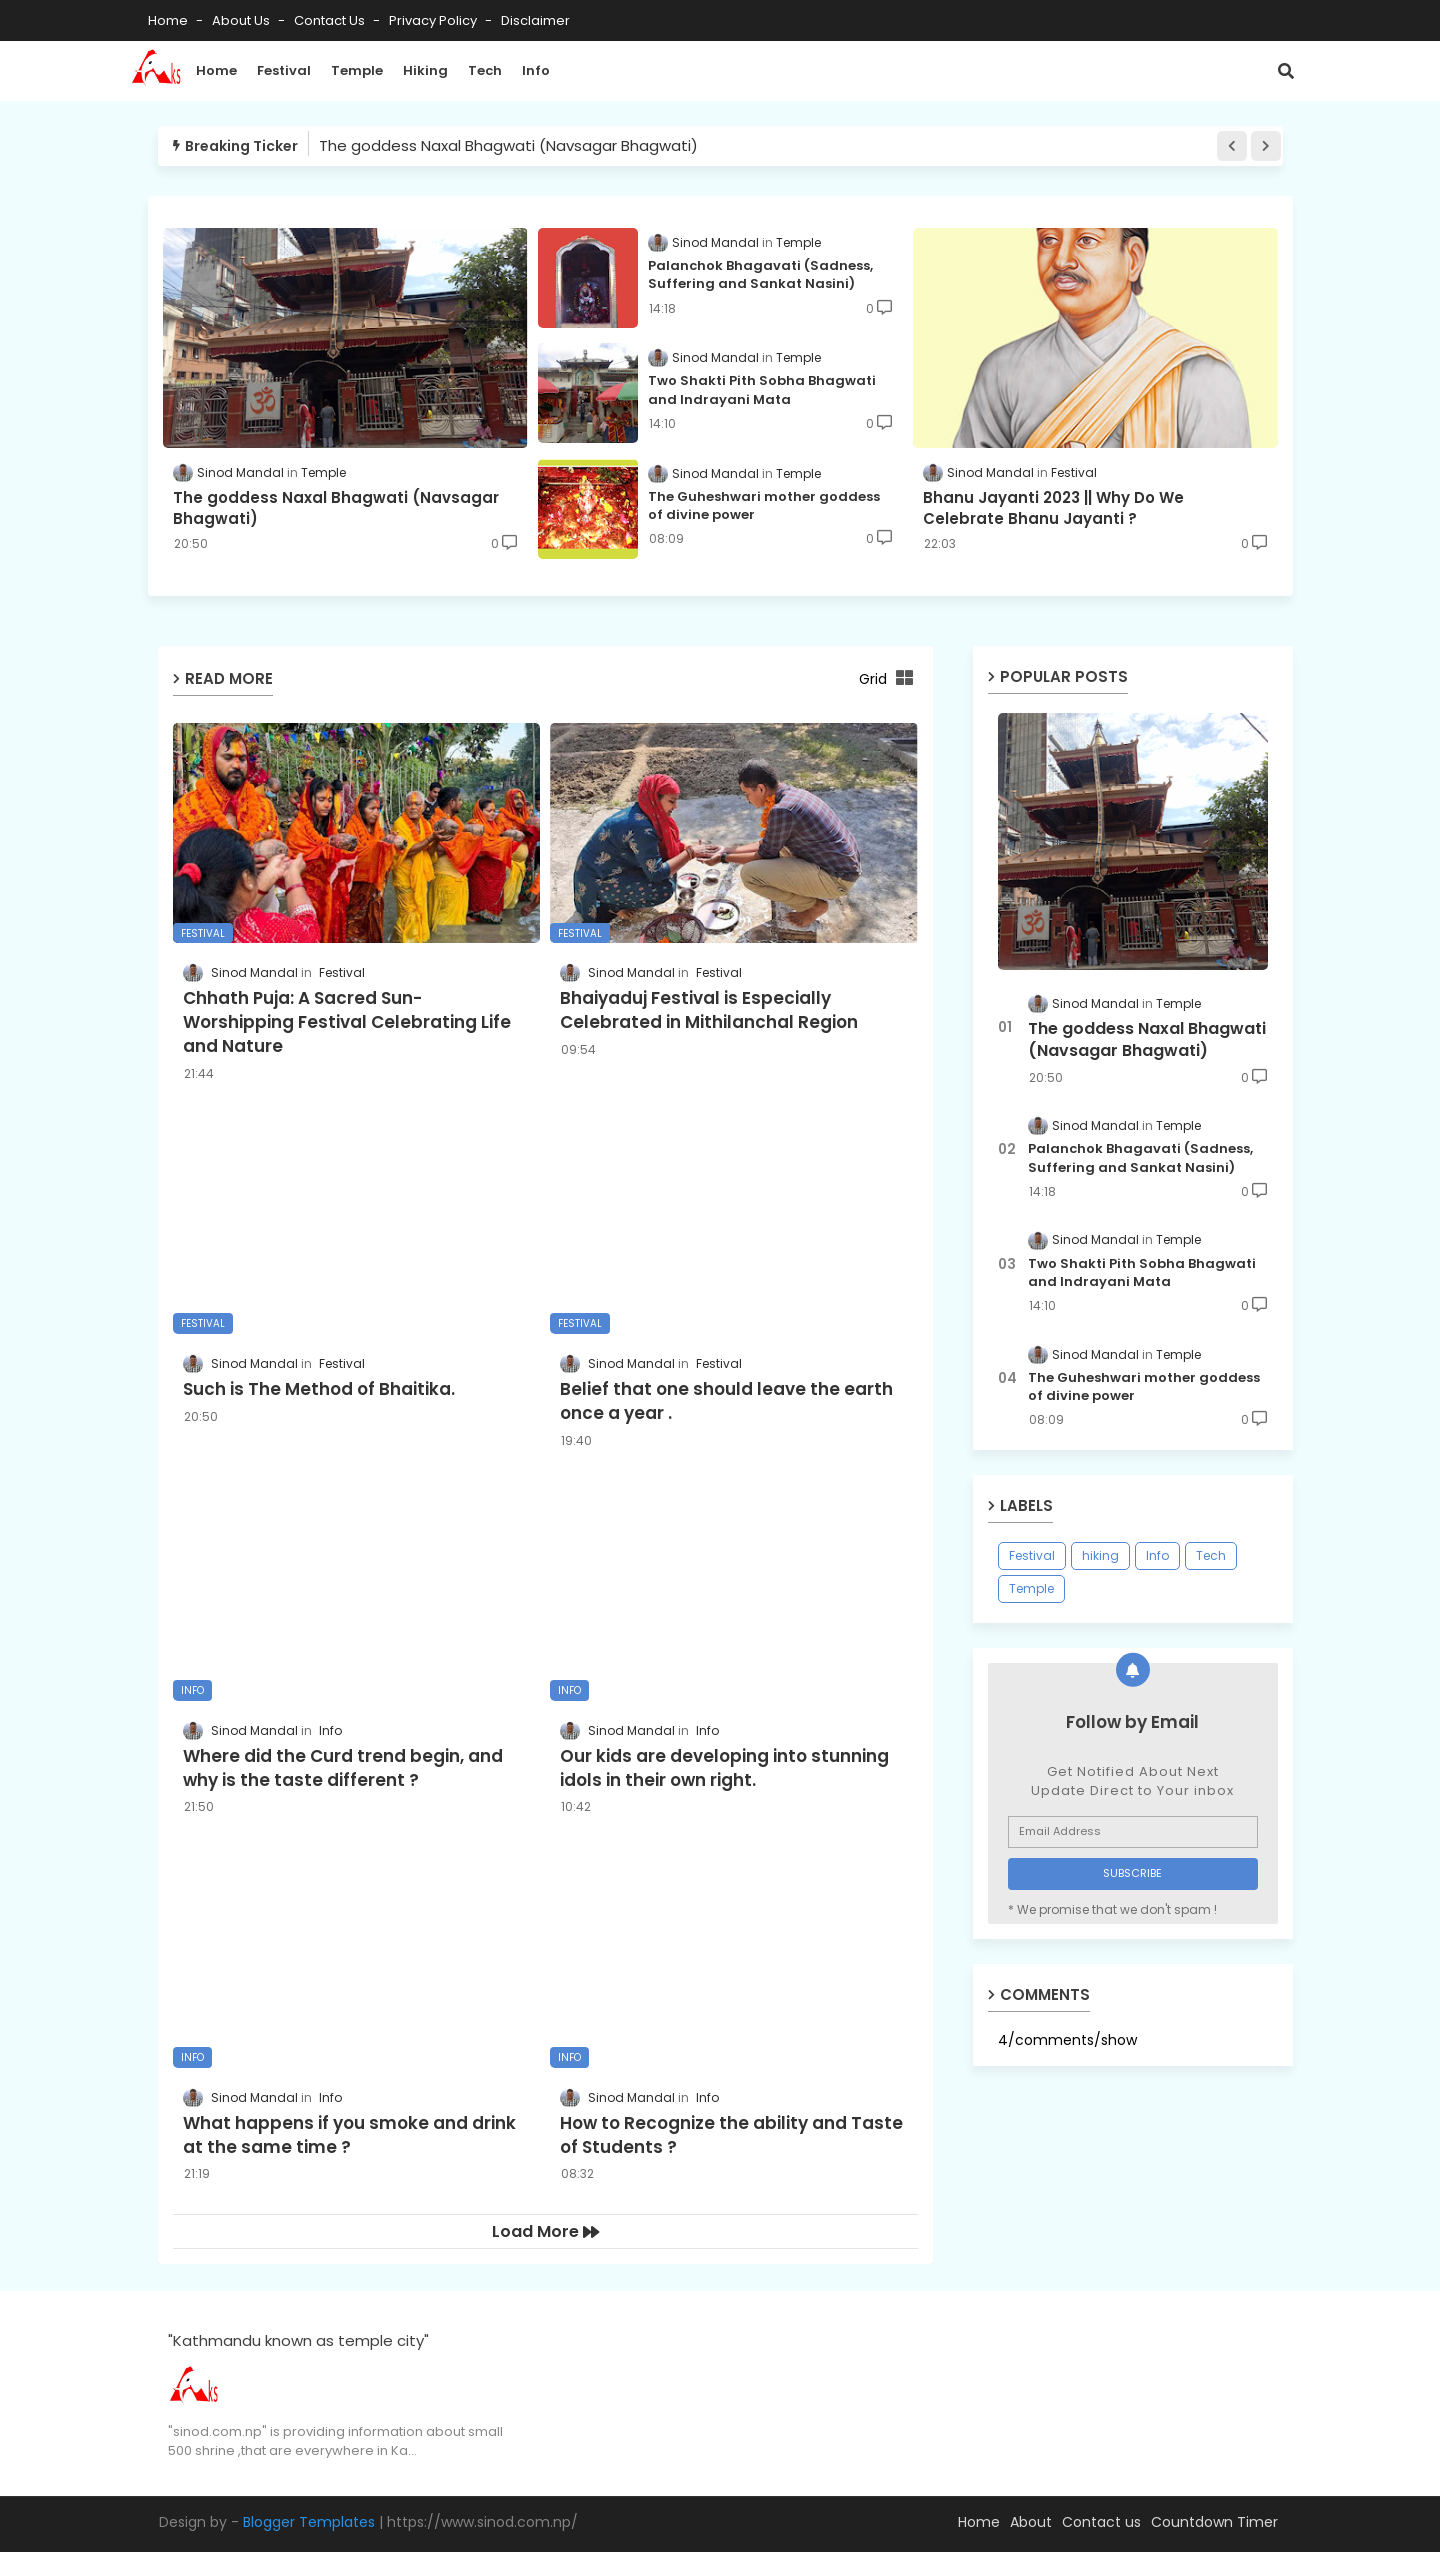 Home - About Us - Contact Us - Privacy Policy - Disclaimer
ks Home Festival Temple Hiking Tech Info
Breaking Ticker The goddess Naxal Bhagwati (Navsagar Bhagwati)
Sinod Mandal in Temple
The goddess Naxal Bhagwati (Navsagar
Bhagwati)
20:50 0
Sinod Mandal in Temple
Palanchok Bhagavati (Sadness,
Suffering and Sankat Nasini)
14:18 0
Sinod Mandal in Temple
Two Shakti Pith Sobha Bhagwati
and Indrayani Mata
14:10 0
Sinod Mandal in Temple
The Guheshwari mother goddess
of divine power
08:09 0
Sinod Mandal in Festival
Bhanu Jayanti 2023 || Why Do We
Celebrate Bhanu Jayanti ?
22:03 0
READ MORE Grid
FESTIVAL
Sinod Mandal in Festival
Chhath Puja: A Sacred Sun-
Worshipping Festival Celebrating Life
and Nature
21:44
FESTIVAL
Sinod Mandal in Festival
Bhaiyaduj Festival is Especially
Celebrated in Mithilanchal Region
09:54
FESTIVAL
Sinod Mandal in Festival
Such is The Method of Bhaitika.
20:50
FESTIVAL
Sinod Mandal in Festival
Belief that one should leave the earth
once a year .
19:40
INFO
Sinod Mandal in Info
Where did the Curd trend begin, and
why is the taste different ?
21:50
INFO
Sinod Mandal in Info
Our kids are developing into stunning
idols in their own right.
10:42
INFO
Sinod Mandal in Info
What happens if you smoke and drink
at the same time ?
21:19
INFO
Sinod Mandal in Info
How to Recognize the ability and Taste
of Students ?
08:32
Load More
POPULAR POSTS
ॐ
Sinod Mandal in Temple
01 The goddess Naxal Bhagwati
(Navsagar Bhagwati)
20:50 0
Sinod Mandal in Temple
02 Palanchok Bhagavati (Sadness,
Suffering and Sankat Nasini)
14:18 0
Sinod Mandal in Temple
03 Two Shakti Pith Sobha Bhagwati
and Indrayani Mata
14:10 0
Sinod Mandal in Temple
04 The Guheshwari mother goddess
of divine power
08:09 0
LABELS
Festival hiking Info Tech
Temple
Follow by Email
Get Notified About Next
Update Direct to Your inbox
Email Address
SUBSCRIBE
* We promise that we don't spam !
COMMENTS
4/comments/show
"Kathmandu known as temple city"
ks
"sinod.com.np" is providing information about small
500 shrine ,that are everywhere in Ka...
Design by - Blogger Templates | https://www.sinod.com.np/
Home About Contact us Countdown Timer